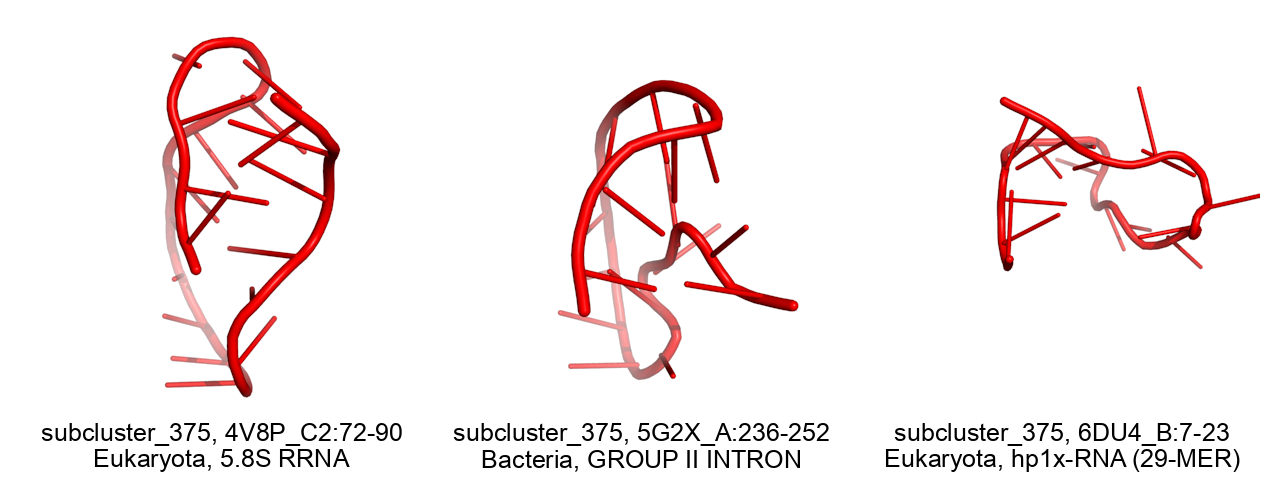 subcluster_375, 4V8P_C2:72-90
Eukaryota, 5.8S RRNA
subcluster_375, 5G2X_A:236-252
Bacteria, GROUP II INTRON
subcluster_375, 6DU4_B:7-23
Eukaryota, hp1x-RNA (29-MER)